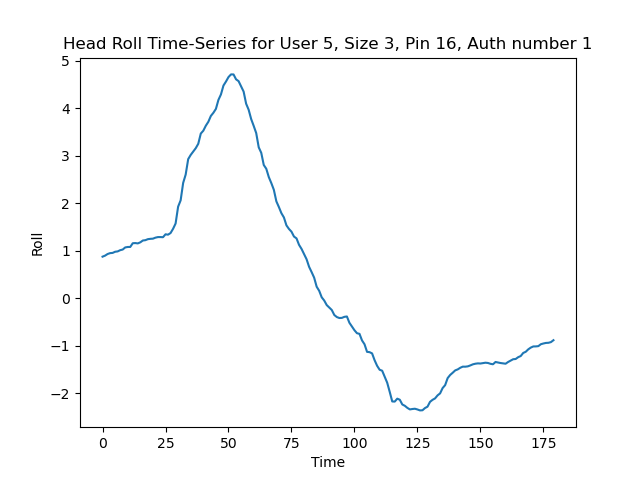 Head Roll Time-Series for User 5, Size 3, Pin 16, Auth number 1
5
4
3
2
1
0
−1
−2
Roll
0 25 50 75 100 125 150 175
Time